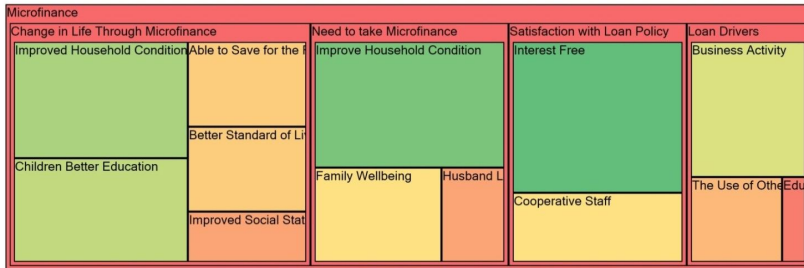 Microfinance
Change in Life Through Microfinance
Improved Household Condition
Able to Save for the F
Better Standard of Li
Children Better Education
Improved Social Stat
Need to take Microfinance
Improve Household Condition
Family Wellbeing
Husband L
Satisfaction with Loan Policy
Interest Free
Cooperative Staff
Loan Drivers
Business Activity
The Use of Othe
Edu